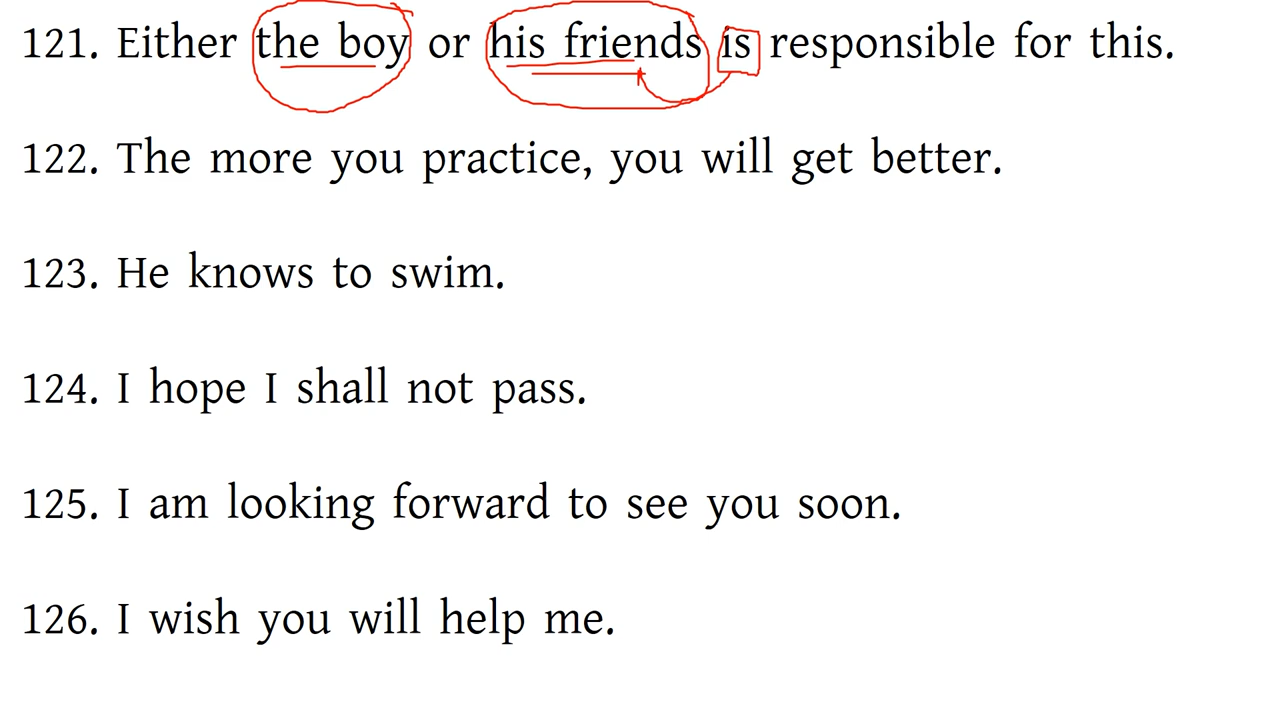 121. Either the boy or his friends is responsible for this.
122. The more you practice, you will get better.
123. He knows to swim.
124. I hope I shall not pass.
125. I am looking forward to see you soon.
126. I wish you will help me.